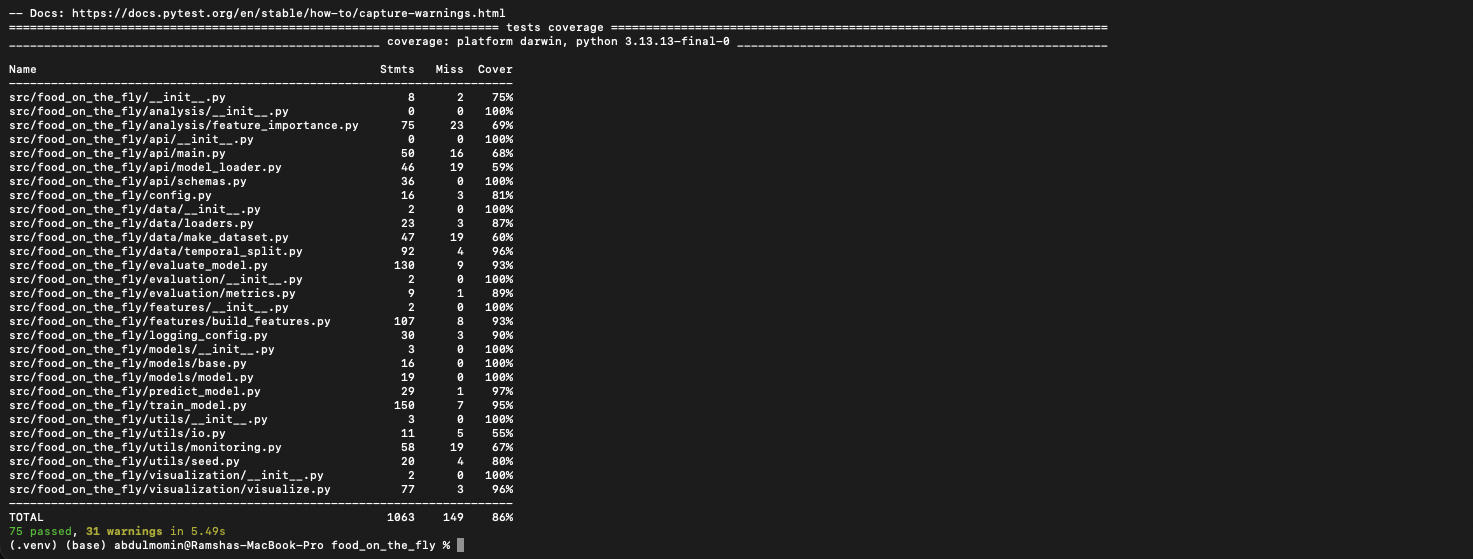 -- Docs: https://docs.pytest.org/en/stable/how-to/capture-warnings.html
====================================================================== tests coverage =======================================================================
_____________________________________________________ coverage: platform darwin, python 3.13.13-final-0 _____________________________________________________
Name                                                 Stmts   Miss  Cover
------------------------------------------------------------------------
src/food_on_the_fly/__init__.py                          8      2    75%
src/food_on_the_fly/analysis/__init__.py                 0      0   100%
src/food_on_the_fly/analysis/feature_importance.py      75     23    69%
src/food_on_the_fly/api/__init__.py                      0      0   100%
src/food_on_the_fly/api/main.py                         50     16    68%
src/food_on_the_fly/api/model_loader.py                 46     19    59%
src/food_on_the_fly/api/schemas.py                      36      0   100%
src/food_on_the_fly/config.py                           16      3    81%
src/food_on_the_fly/data/__init__.py                     2      0   100%
src/food_on_the_fly/data/loaders.py                     23      3    87%
src/food_on_the_fly/data/make_dataset.py                47     19    60%
src/food_on_the_fly/data/temporal_split.py              92      4    96%
src/food_on_the_fly/evaluate_model.py                  130      9    93%
src/food_on_the_fly/evaluation/__init__.py               2      0   100%
src/food_on_the_fly/evaluation/metrics.py                9      1    89%
src/food_on_the_fly/features/__init__.py                 2      0   100%
src/food_on_the_fly/features/build_features.py         107      8    93%
src/food_on_the_fly/logging_config.py                   30      3    90%
src/food_on_the_fly/models/__init__.py                   3      0   100%
src/food_on_the_fly/models/base.py                      16      0   100%
src/food_on_the_fly/models/model.py                     19      0   100%
src/food_on_the_fly/predict_model.py                    29      1    97%
src/food_on_the_fly/train_model.py                     150      7    95%
src/food_on_the_fly/utils/__init__.py                    3      0   100%
src/food_on_the_fly/utils/io.py                         11      5    55%
src/food_on_the_fly/utils/monitoring.py                 58     19    67%
src/food_on_the_fly/utils/seed.py                       20      4    80%
src/food_on_the_fly/visualization/__init__.py            2      0   100%
src/food_on_the_fly/visualization/visualize.py          77      3    96%
------------------------------------------------------------------------
TOTAL                                                 1063    149    86%
75 passed, 31 warnings in 5.49s
(.venv) (base) abdulmomin@Ramshas-MacBook-Pro food_on_the_fly %